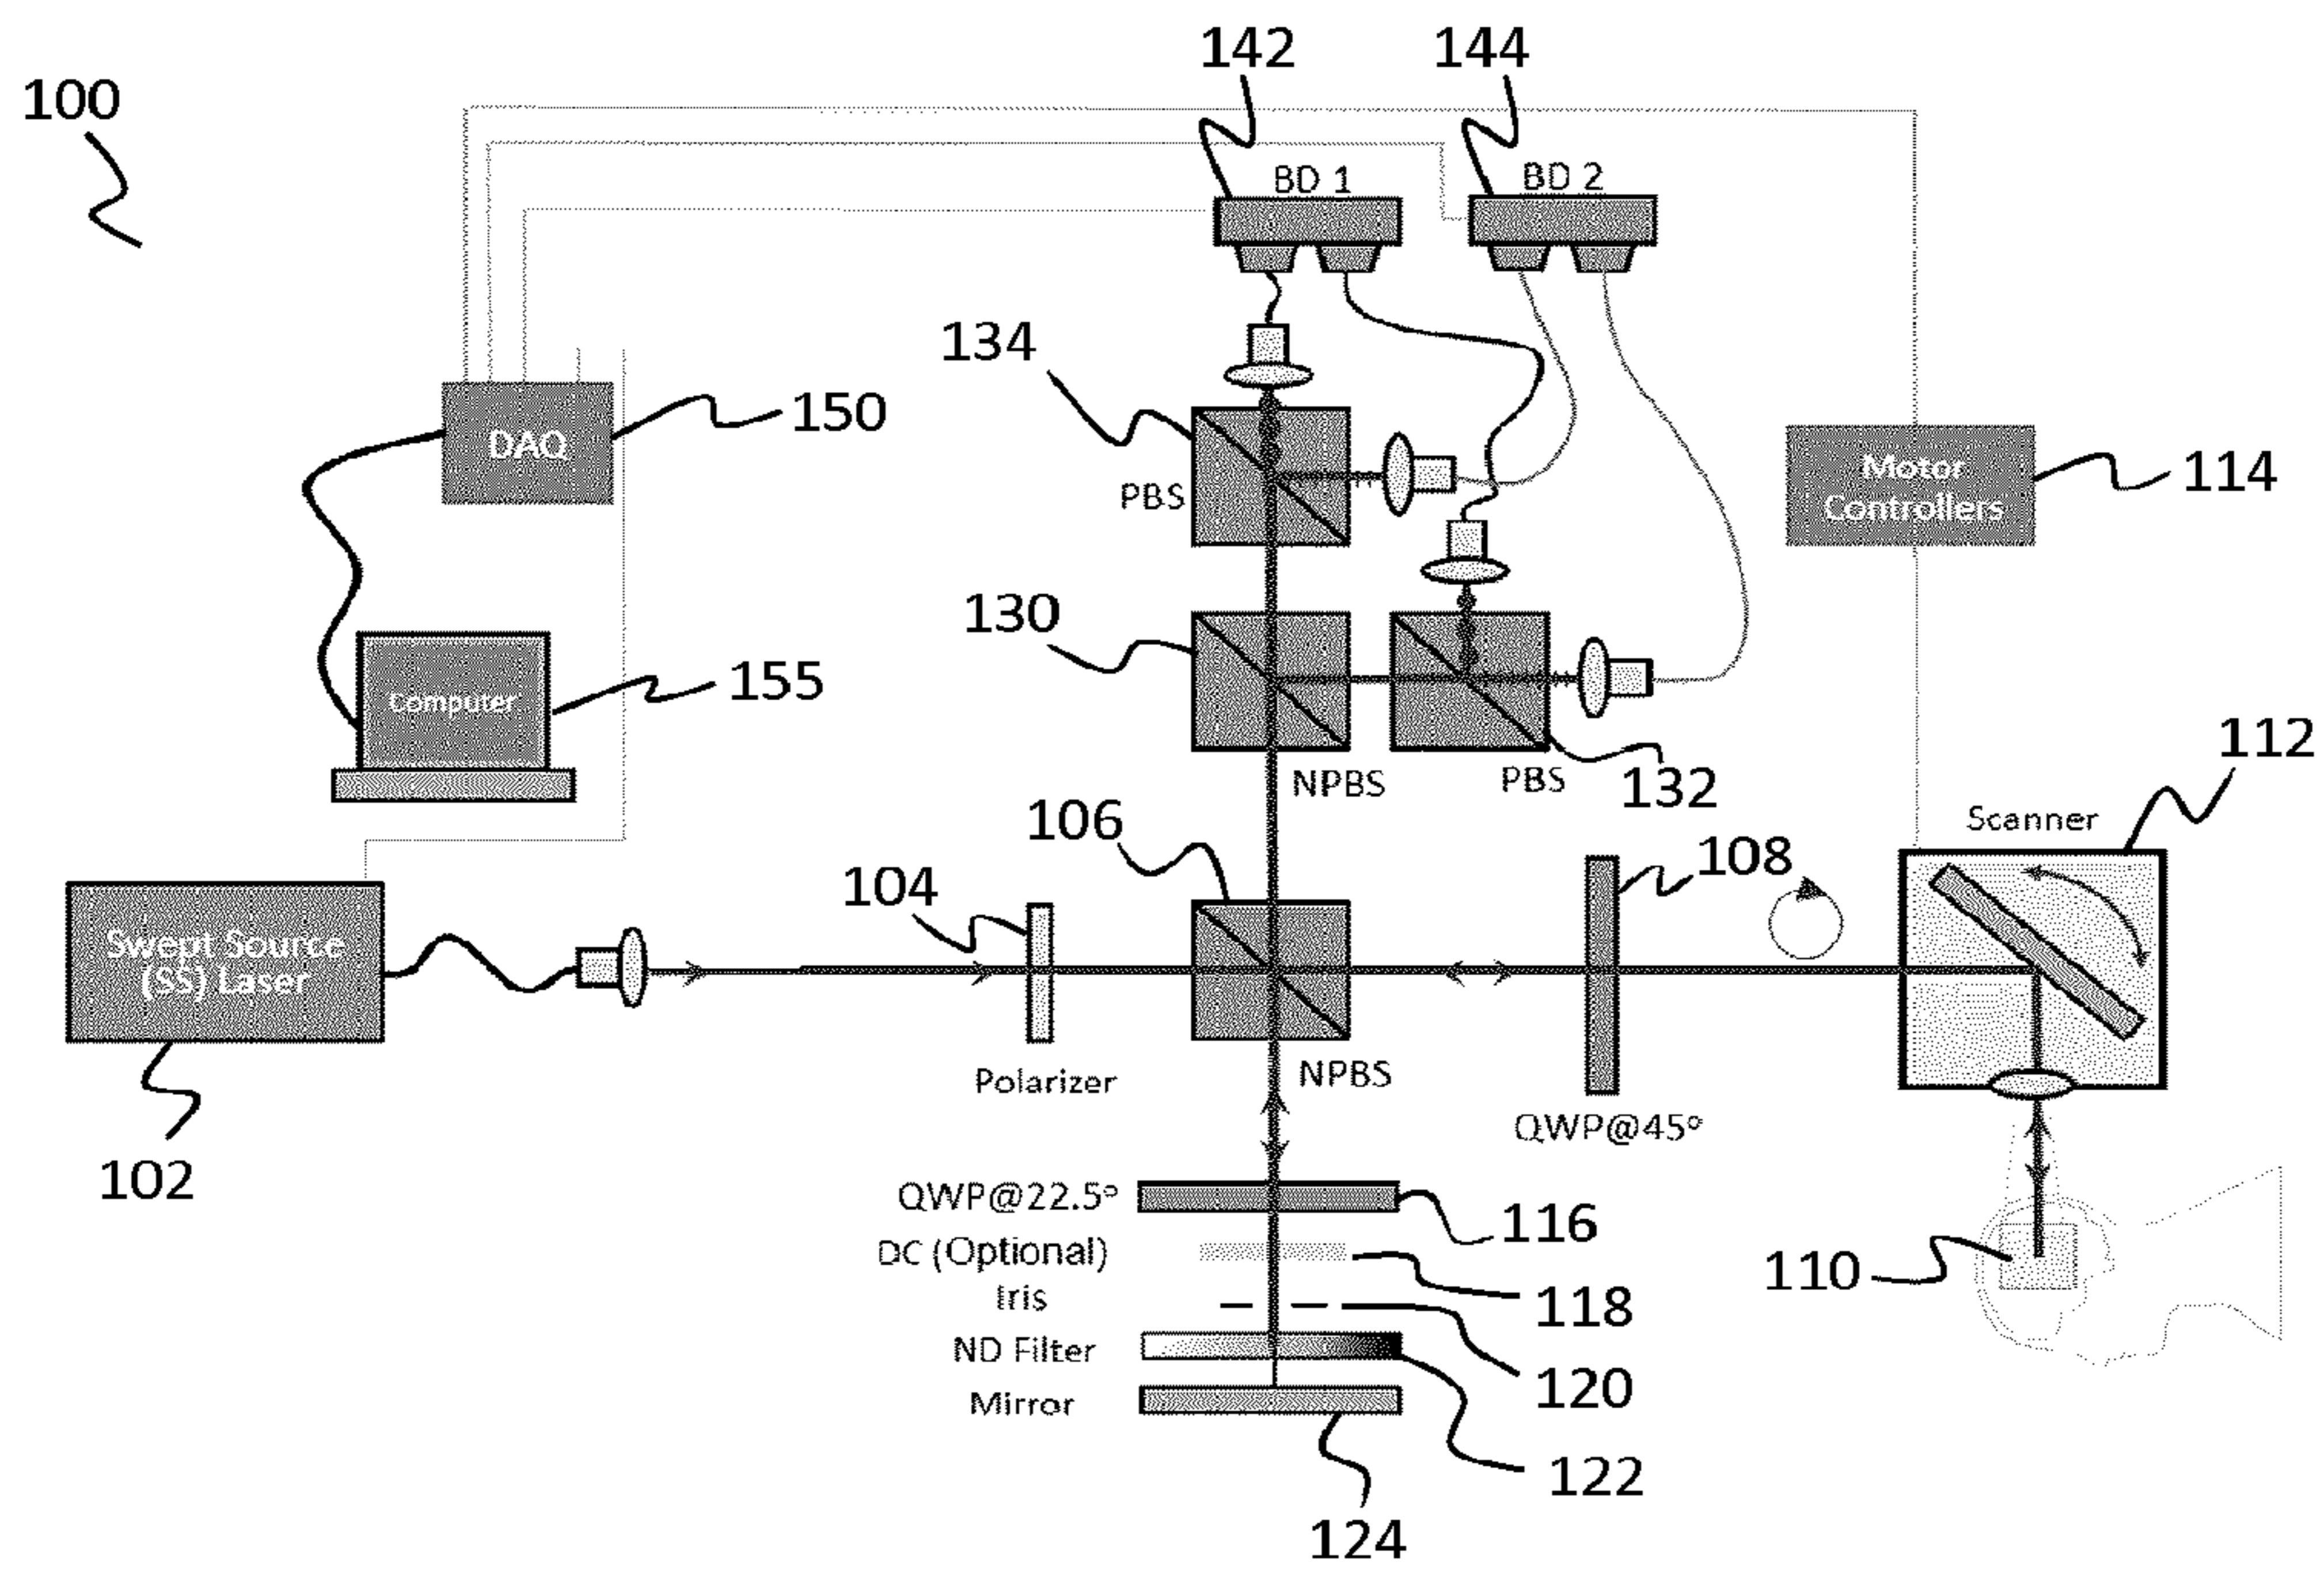 142
144
100
BD 1
BD 2
134
150
DAQ
PBS
Motor
Controllers
114
130
155
Computer
NPBS
PBS
132
112
106
Scanner
108
104
Swept Source
(SS) Laser
NPBS
Polarizer
QWP@45°
102
QWP@22.5°
116
DC (Optional)
110
Iris
118
ND Filter
120
Mirror
122
124